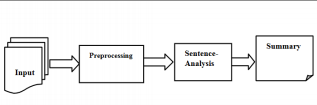 Input
Preprocessing
Sentence-
Analysis
Summary